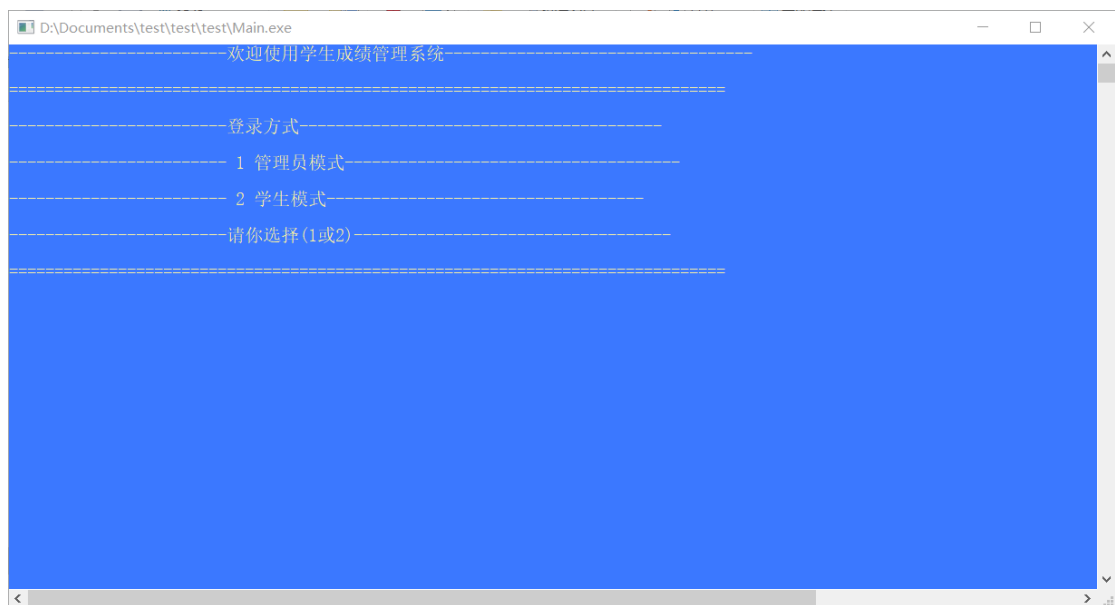 D:\Documents\test\test\test\Main.exe
------------------------欢迎使用学生成绩管理系统----------------------------------
===============================================================================
------------------------登录方式----------------------------------------
------------------------ 1 管理员模式-------------------------------------
------------------------ 2 学生模式-----------------------------------
------------------------请你选择(1或2)-----------------------------------
===============================================================================